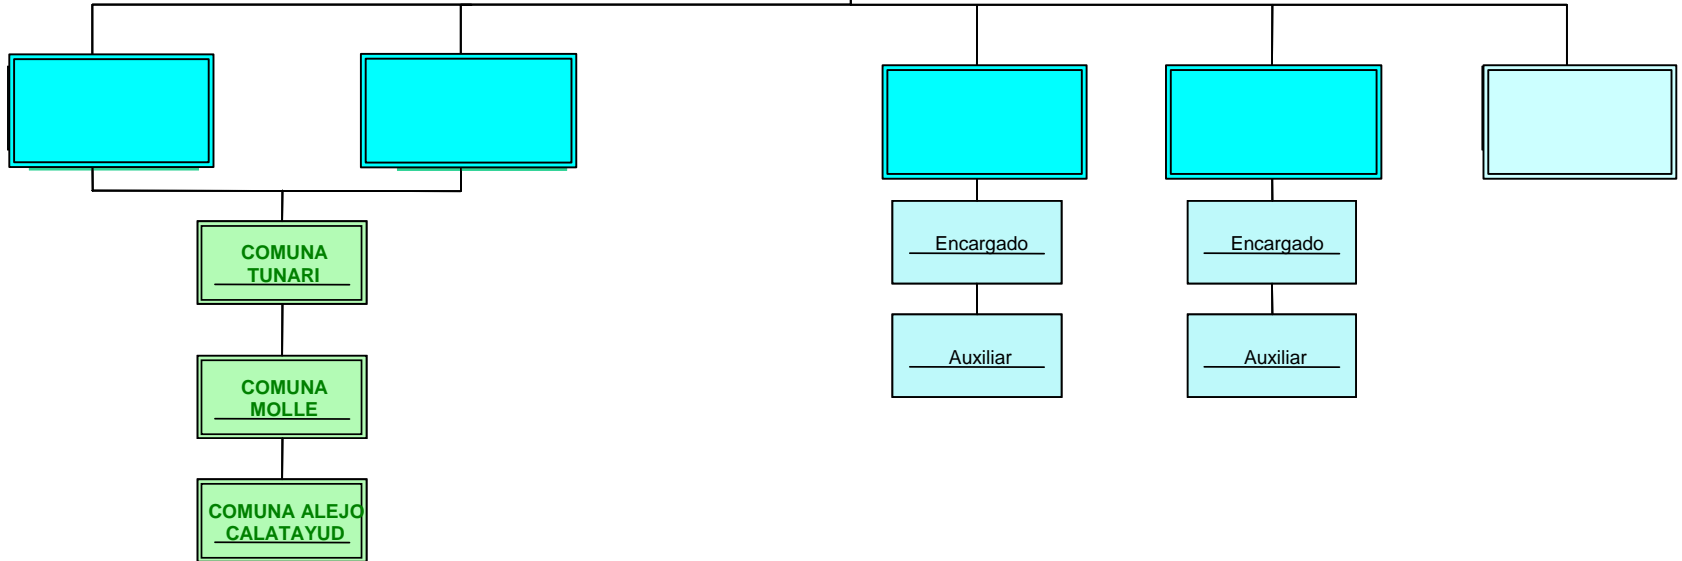 COMUNA
TUNARI
Encargado
Encargado
Auxiliar
Auxiliar
COMUNA
MOLLE
COMUNA ALEJO
CALATAYUD